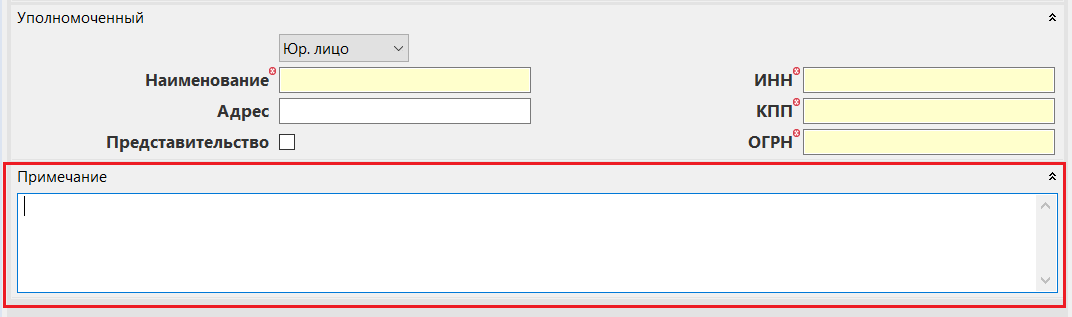 Уполномоченный
Юр. лицо
Наименование ИНН
Адрес КПП
Представительство ОГРН
Примечание